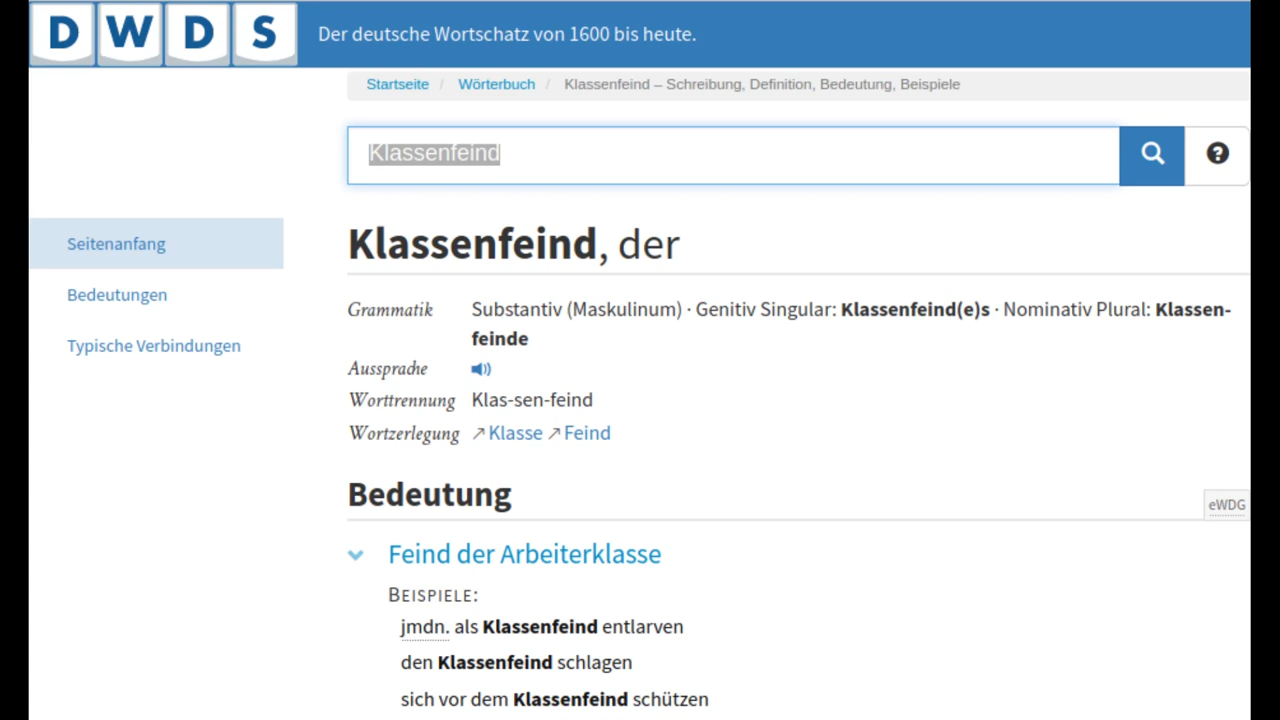 DWDS Der deutsche Wortschatz von 1600 bis heute.
Startseite / Wörterbuch / Klassenfeind – Schreibung, Definition, Bedeutung, Beispiele
Klassenfeind
Seitenanfang
Bedeutungen
Typische Verbindungen
Klassenfeind, der
Grammatik Substantiv (Maskulinum) · Genitiv Singular: Klassenfeind(e)s · Nominativ Plural: Klassen-
feinde
Aussprache
Worttrennung Klas-sen-feind
Wortzerlegung ↗Klasse ↗Feind
Bedeutung
eWDG
Feind der Arbeiterklasse
BEISPIELE:
jmdn. als Klassenfeind entlarven
den Klassenfeind schlagen
sich vor dem Klassenfeind schützen